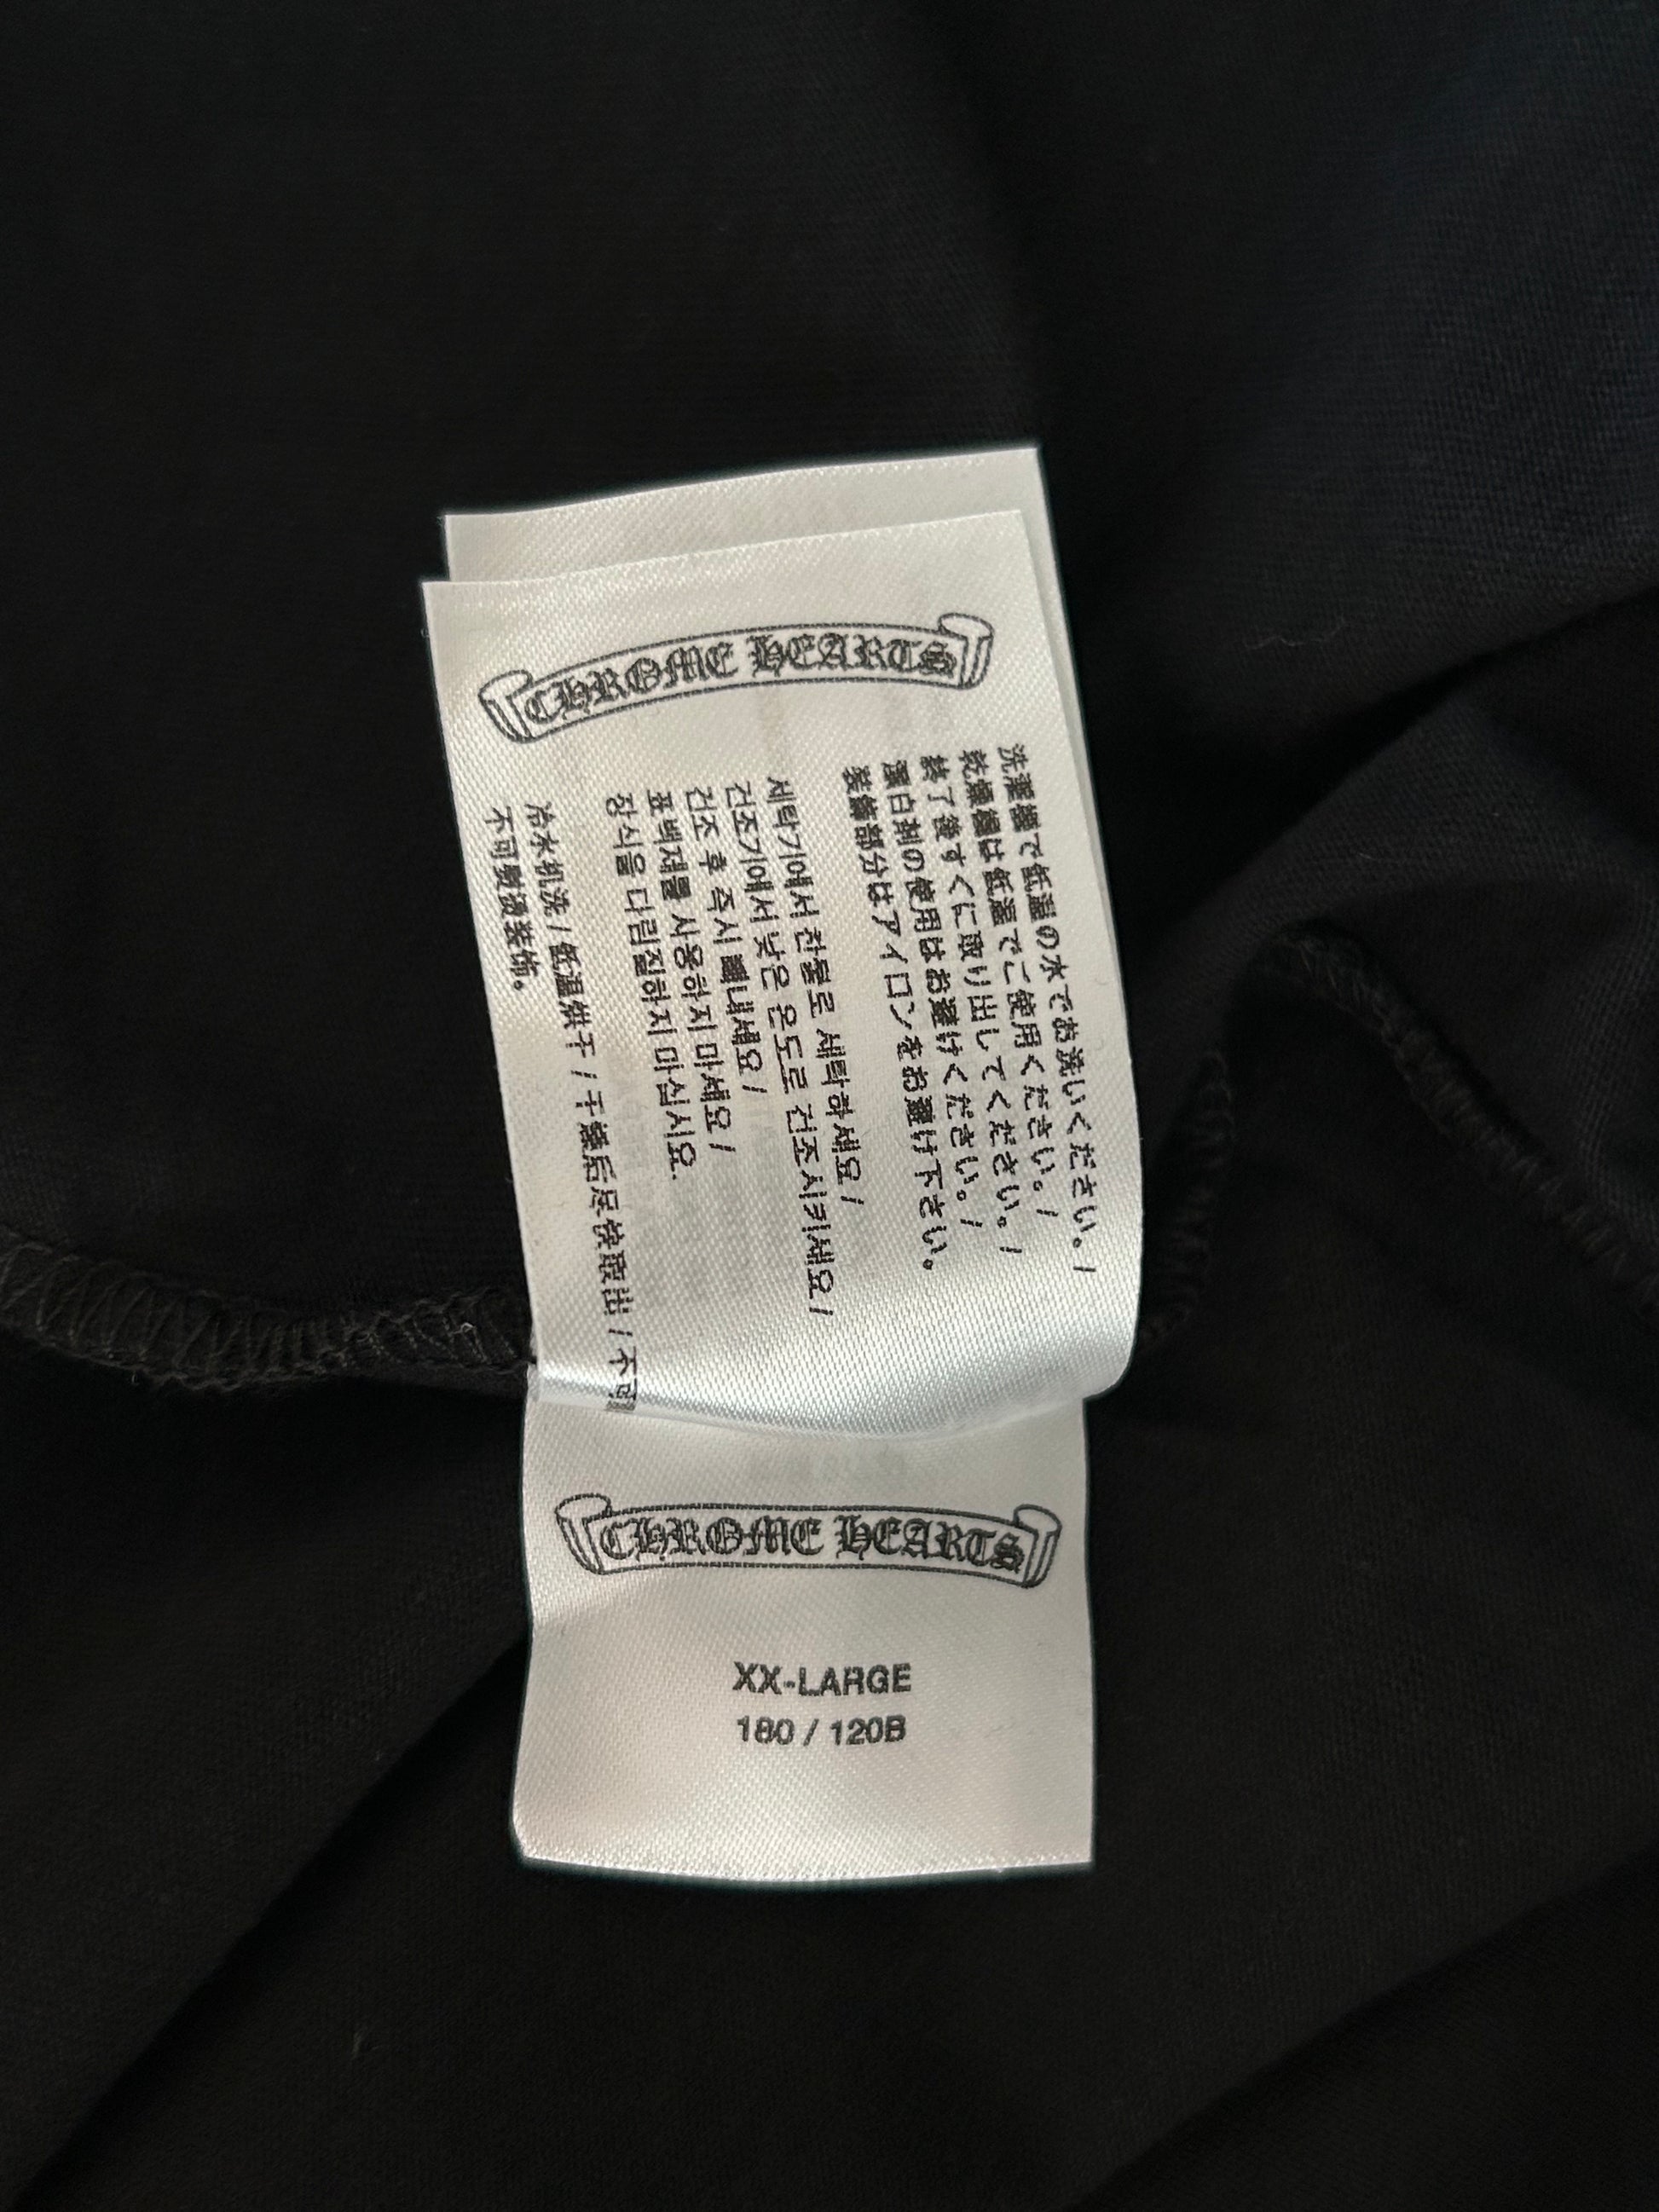 CHROME HEARTS
洗濯機で低温の水でお洗いください。/
乾燥機は低温でご使用ください。/
終了後すぐに取り出してください。/
漂白剤の使用はお避けください。/
装飾部分はアイロンをお避け下さい。
세탁기에서 찬물로 세탁하세요 /
건조기에서 낮은 온도로 건조시키세요 /
건조 후 즉시 빼내세요 /
표백제를 사용하지 마세요 /
장식을 다림질하지 마십시요.
冷水机洗 / 低温烘干 / 干燥后尽快取出 / 不可
不可熨烫装饰。
CHROME HEARTS
XX-LARGE
180 / 120B